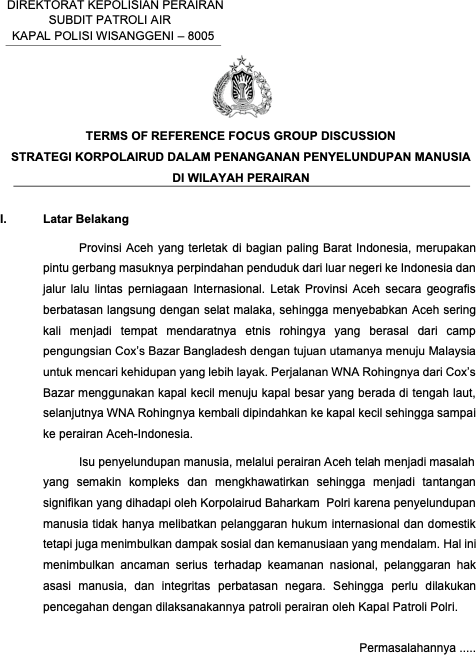 DIREKTORAT KEPOLISIAN PERAIRAN
SUBDIT PATROLI AIR
KAPAL POLISI WISANGGENI – 8005
TERMS OF REFERENCE FOCUS GROUP DISCUSSION
STRATEGI KORPOLAIRUD DALAM PENANGANAN PENYELUNDUPAN MANUSIA
DI WILAYAH PERAIRAN
I. Latar Belakang
Provinsi Aceh yang terletak di bagian paling Barat Indonesia, merupakan
pintu gerbang masuknya perpindahan penduduk dari luar negeri ke Indonesia dan
jalur lalu lintas perniagaan Internasional. Letak Provinsi Aceh secara geografis
berbatasan langsung dengan selat malaka, sehingga menyebabkan Aceh sering
kali menjadi tempat mendaratnya etnis rohingya yang berasal dari camp
pengungsian Cox’s Bazar Bangladesh dengan tujuan utamanya menuju Malaysia
untuk mencari kehidupan yang lebih layak. Perjalanan WNA Rohingnya dari Cox’s
Bazar menggunakan kapal kecil menuju kapal besar yang berada di tengah laut,
selanjutnya WNA Rohingnya kembali dipindahkan ke kapal kecil sehingga sampai
ke perairan Aceh-Indonesia.
Isu penyelundupan manusia, melalui perairan Aceh telah menjadi masalah
yang semakin kompleks dan mengkhawatirkan sehingga menjadi tantangan
signifikan yang dihadapi oleh Korpolairud Baharkam  Polri karena penyelundupan
manusia tidak hanya melibatkan pelanggaran hukum internasional dan domestik
tetapi juga menimbulkan dampak sosial dan kemanusiaan yang mendalam. Hal ini
menimbulkan ancaman serius terhadap keamanan nasional, pelanggaran hak
asasi manusia, dan integritas perbatasan negara. Sehingga perlu dilakukan
pencegahan dengan dilaksanakannya patroli perairan oleh Kapal Patroli Polri.
Permasalahannya .....